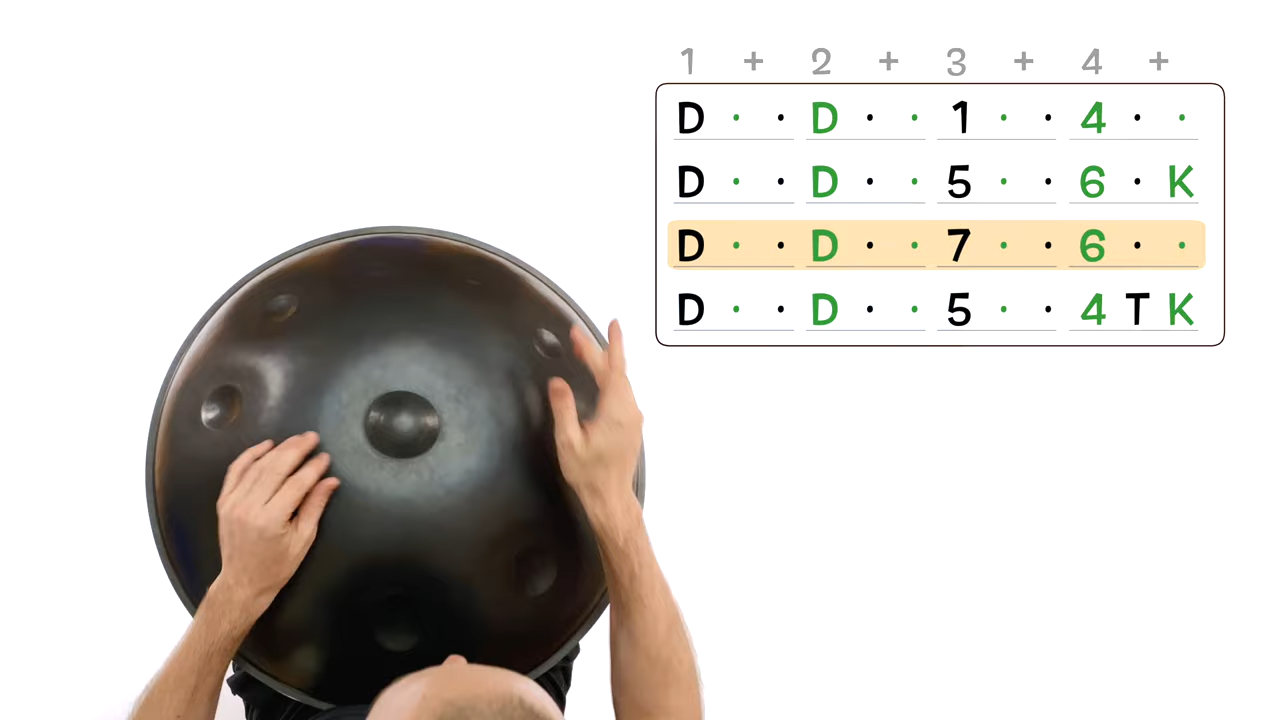 1 + 2 + 3 + 4 +
D · · D · · 1 · · 4 · ·
D · · D · · 5 · · 6 · K
D · · D · · 7 · · 6 · ·
D · · D · · 5 · · 4 T K